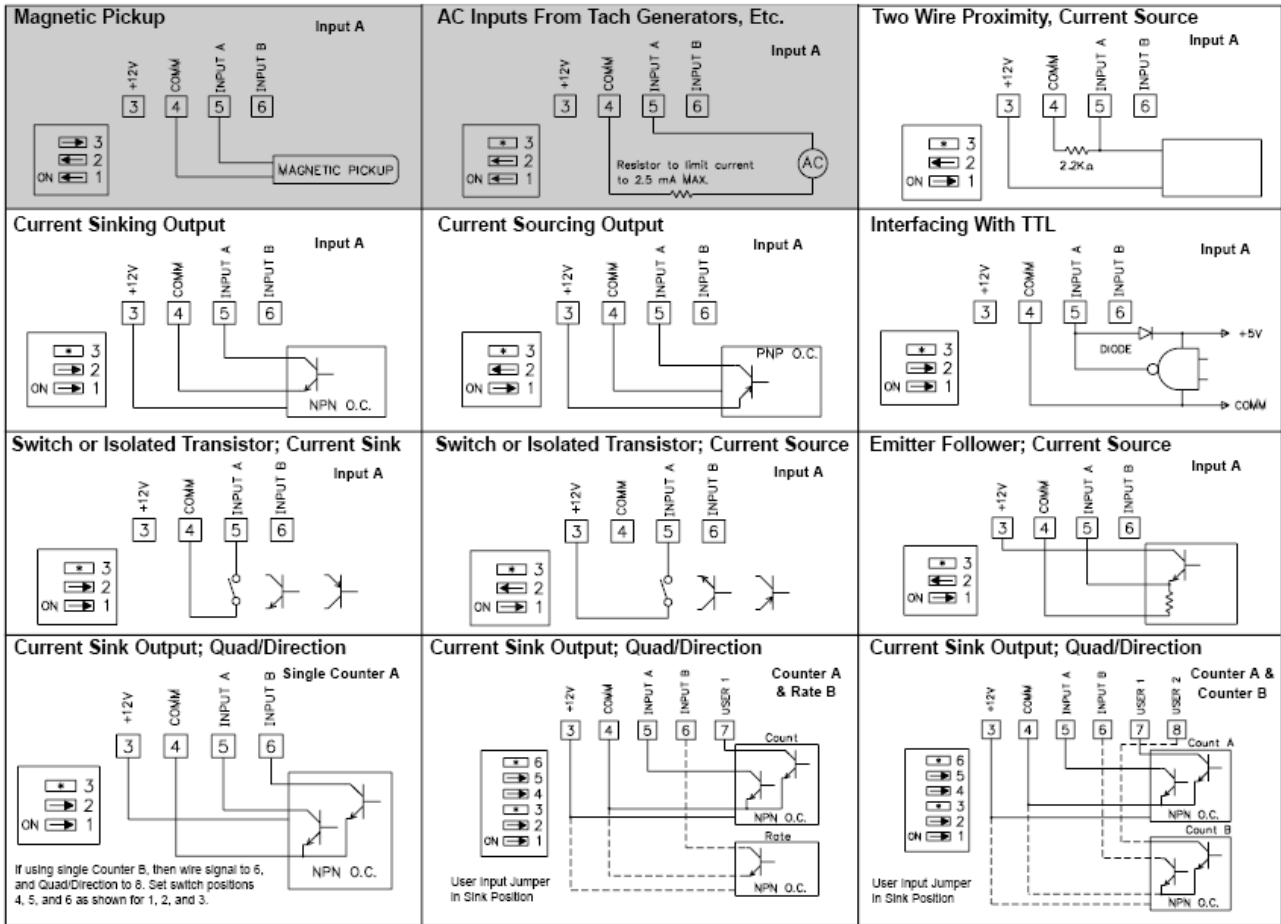 Magnetic Pickup
Input A
+12V
COMM
INPUT A
INPUT B
3
4
5
6
3
2
ON 1
MAGNETIC PICKUP
AC Inputs From Tach Generators, Etc.
Input A
+12V
COMM
INPUT A
INPUT B
3
4
5
6
* 3
2
ON 1
Resistor to limit current
to 2.5 mA MAX.
AC
Two Wire Proximity, Current Source
Input A
+12V
COMM
INPUT A
INPUT B
3
4
5
6
* 3
2
ON 1
2.2KΩ
Current Sinking Output
Input A
+12V
COMM
INPUT A
INPUT B
3
4
5
6
* 3
2
ON 1
NPN O.C.
Current Sourcing Output
Input A
+12V
COMM
INPUT A
INPUT B
3
4
5
6
* 3
2
ON 1
PNP O.C.
Interfacing With TTL
Input A
+12V
COMM
INPUT A
INPUT B
3
4
5
6
* 3
2
ON 1
DIODE
+5V
COMM
Switch or Isolated Transistor; Current Sink
Input A
+12V
COMM
INPUT A
INPUT B
3
4
5
6
* 3
2
ON 1
Switch or Isolated Transistor; Current Source
Input A
+12V
COMM
INPUT A
INPUT B
3
4
5
6
* 3
2
ON 1
Emitter Follower; Current Source
Input A
+12V
COMM
INPUT A
INPUT B
3
4
5
6
* 3
2
ON 1
Current Sink Output; Quad/Direction
Single Counter A
+12V
COMM
INPUT A
INPUT B
3
4
5
6
* 3
2
ON 1
NPN O.C.
If using single Counter B, then wire signal to 6,
and Quad/Direction to 8. Set switch positions
4, 5, and 6 as shown for 1, 2, and 3.
Current Sink Output; Quad/Direction
Counter A
& Rate B
+12V
COMM
INPUT A
INPUT B
USER 1
3
4
5
6
7
Count
* 6
5
4
* 3
2
ON 1
NPN O.C.
Rate
NPN O.C.
User Input Jumper
in Sink Position
Current Sink Output; Quad/Direction
Counter A &
Counter B
+12V
COMM
INPUT A
INPUT B
USER 1
USER 2
3
4
5
6
7
8
Count A
* 6
5
4
* 3
2
ON 1
NPN O.C.
Count B
NPN O.C.
User Input Jumper
in Sink Position